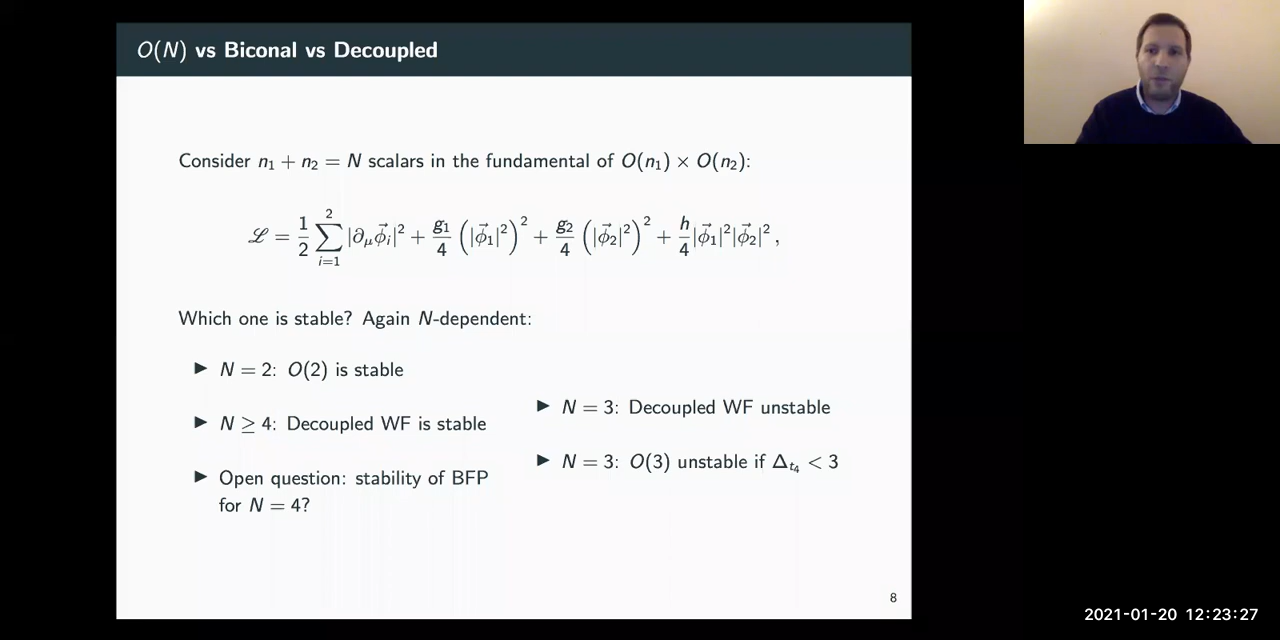 O(N) vs Biconal vs Decoupled
Consider n₁ + n₂ = N scalars in the fundamental of O(n₁) × O(n₂):
ℒ = 1/2 ∑_{i=1}^{2} |∂_μ ϕ⃗_i|² + g₁/4 (|ϕ⃗₁|²)² + g₂/4 (|ϕ⃗₂|²)² + h/4 |ϕ⃗₁|²|ϕ⃗₂|² ,
Which one is stable? Again N-dependent:
▶ N = 2: O(2) is stable
▶ N ≥ 4: Decoupled WF is stable
▶ Open question: stability of BFP
for N = 4?
▶ N = 3: Decoupled WF unstable
▶ N = 3: O(3) unstable if Δ_{t₄} < 3
8
2021-01-20 12:23:27